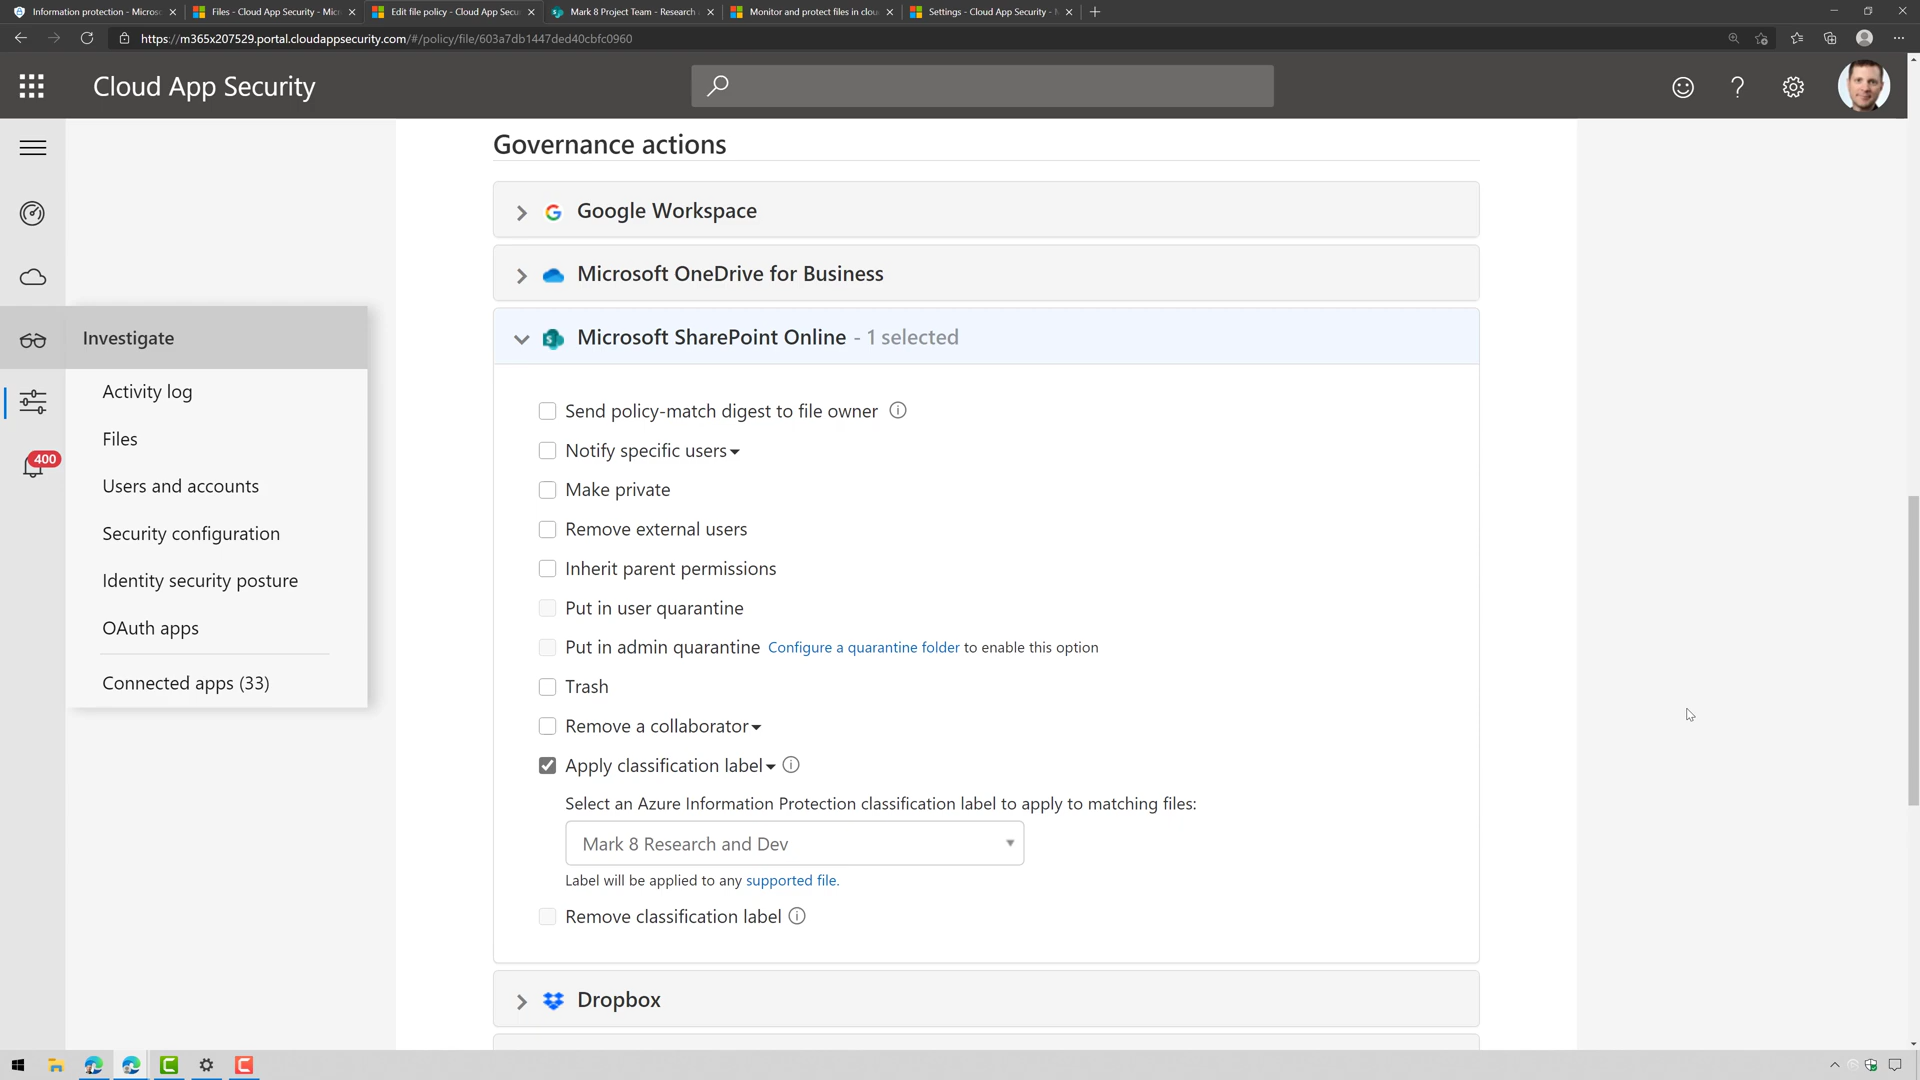 Information protection - Microso
Files - Cloud App Security - Micr
Edit file policy - Cloud App Secu
Mark 8 Project Team - Research
Monitor and protect files in clou
Settings - Cloud App Security - M
https://m365x207529.portal.cloudappsecurity.com/#/policy/file/603a7db1447ded40cbfc0960
Cloud App Security
Governance actions
Google Workspace
Microsoft OneDrive for Business
Microsoft SharePoint Online - 1 selected
Investigate
Activity log
Files
400
Users and accounts
Security configuration
Identity security posture
OAuth apps
Connected apps (33)
Send policy-match digest to file owner
Notify specific users
Make private
Remove external users
Inherit parent permissions
Put in user quarantine
Put in admin quarantine Configure a quarantine folder to enable this option
Trash
Remove a collaborator
Apply classification label
Select an Azure Information Protection classification label to apply to matching files:
Mark 8 Research and Dev
Label will be applied to any supported file.
Remove classification label
Dropbox